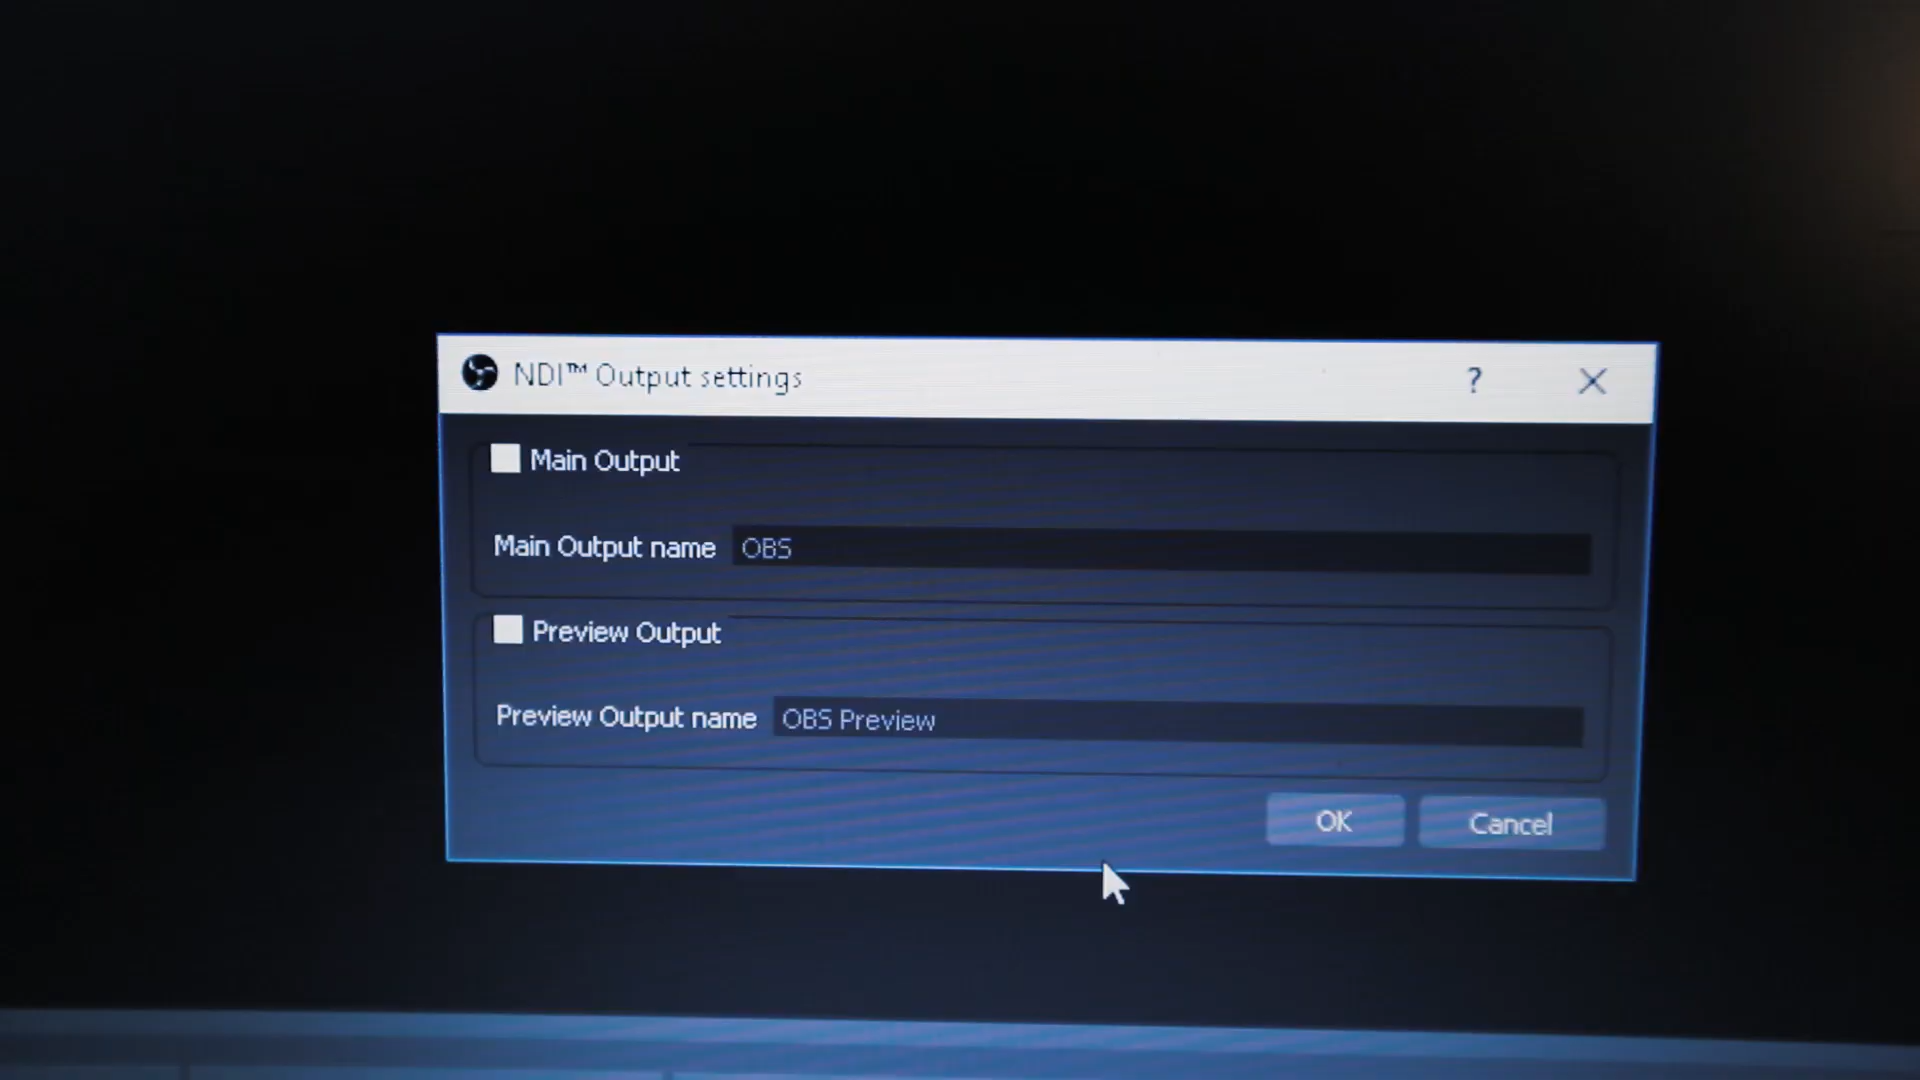 NDI™ Output settings
?
Main Output
Main Output name OBS
Preview Output
Preview Output name OBS Preview
OK Cancel